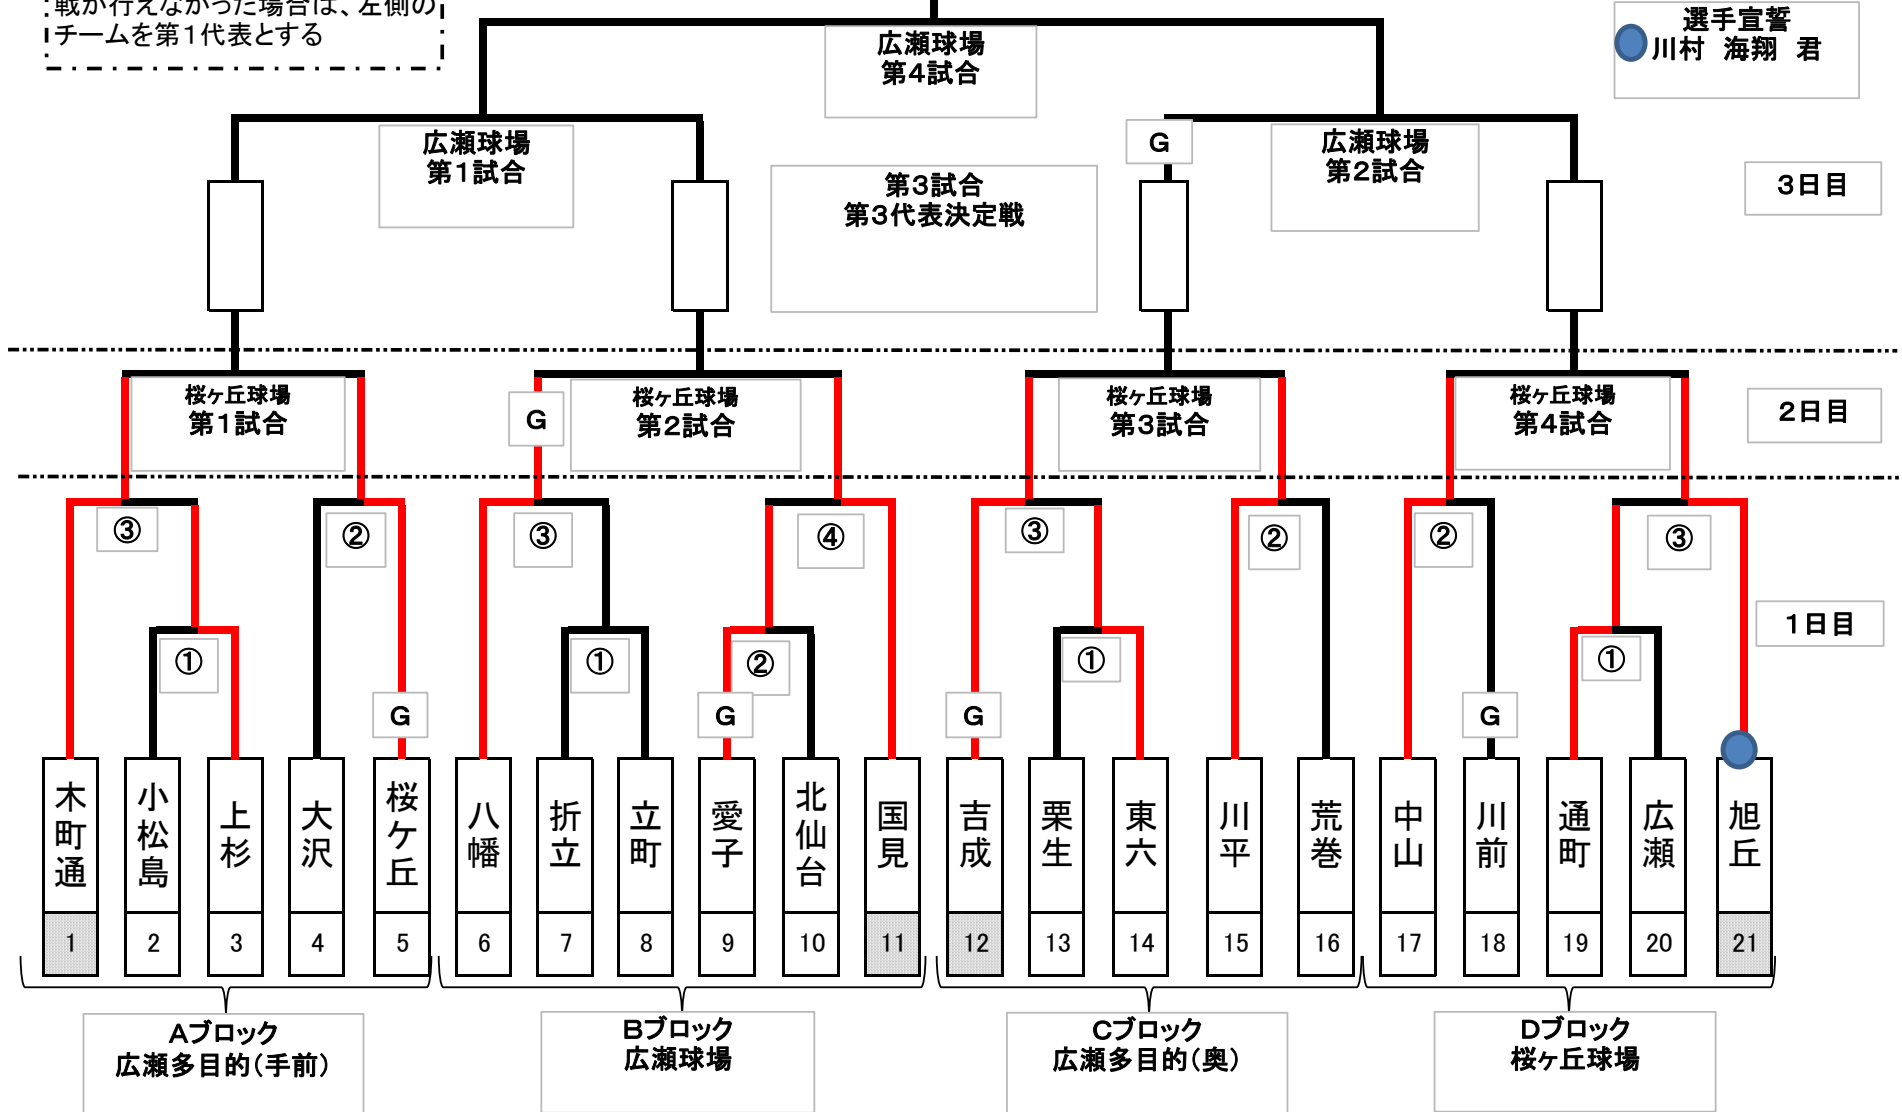 戦が行えなかった場合は、左側の
チームを第1代表とする
広瀬球場
第4試合
選手宣誓
川村　海翔　君
広瀬球場
第1試合
G
広瀬球場
第2試合
第3試合
第3代表決定戦
3日目
桜ヶ丘球場
第1試合
G
桜ヶ丘球場
第2試合
桜ヶ丘球場
第3試合
桜ヶ丘球場
第4試合
2日目
③
②
③
④
③
②
②
③
1日目
①
①
②
①
①
G
G
G
G
木町通
小松島
上杉
大沢
桜ケ丘
八幡
折立
立町
愛子
北仙台
国見
吉成
栗生
東六
川平
荒巻
中山
川前
通町
広瀬
旭丘
1
2
3
4
5
6
7
8
9
10
11
12
13
14
15
16
17
18
19
20
21
Aブロック
広瀬多目的(手前)
Bブロック
広瀬球場
Cブロック
広瀬多目的(奥)
Dブロック
桜ヶ丘球場